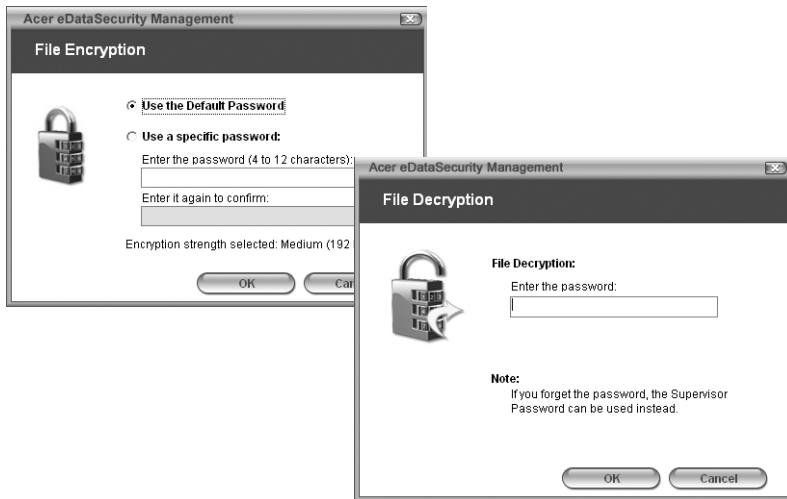 Acer eDataSecurity Management
File Encryption
Use the Default Password
Use a specific password:
Enter the password (4 to 12 characters):
Enter it again to confirm:
Encryption strength selected: Medium (192
OK
Acer eDataSecurity Management
File Decryption
File Decryption:
Enter the password:
Note:
If you forget the password, the Supervisor
Password can be used instead.
OK
Cancel